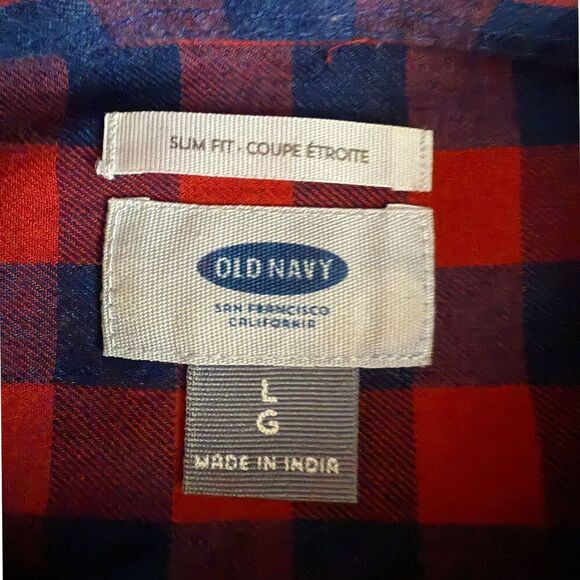 SLIM FIT · COUPE ÉTROITE
OLD NAVY
SAN FRANCISCO
CALIFORNIA
L
G
MADE IN INDIA